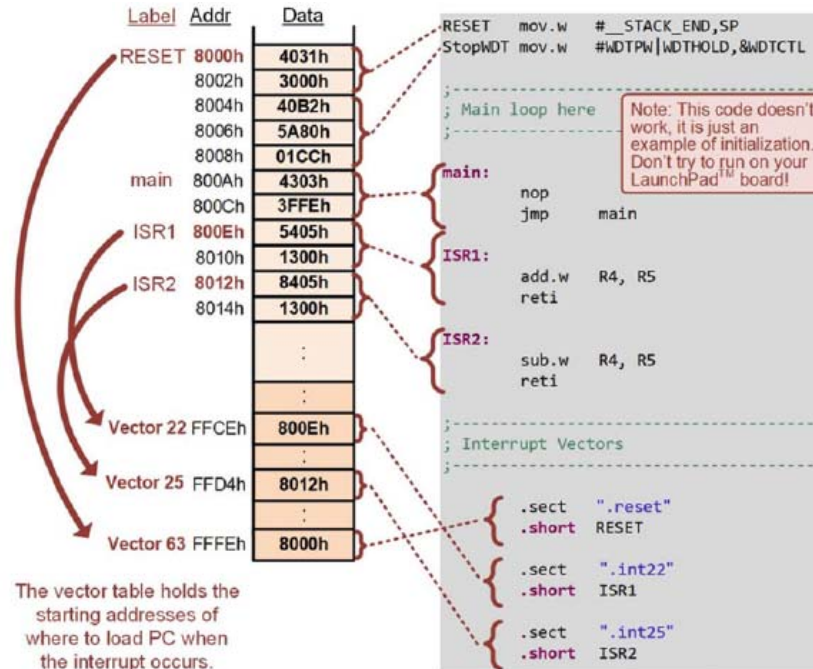 Label Addr Data
RESET 8000h 4031h
8002h 3000h
8004h 40B2h
8006h 5A80h
8008h 01CCh
main 800Ah 4303h
800Ch 3FFEh
ISR1 800Eh 5405h
8010h 1300h
ISR2 8012h 8405h
8014h 1300h
:
:
Vector 22 FFCEh 800Eh
:
Vector 25 FFD4h 8012h
:
Vector 63 FFFEh 8000h
The vector table holds the
starting addresses of
where to load PC when
the interrupt occurs.
RESET mov.w #__STACK_END,SP
StopWDT mov.w #WDTPW|WDTHOLD,&WDTCTL
;---------------------------------------
; Main loop here
;---------------------------------------
Note: This code doesn't
work, it is just an
example of initialization.
Don't try to run on your
LaunchPad™ board!
main:
nop
jmp main
ISR1:
add.w R4, R5
reti
ISR2:
sub.w R4, R5
reti
;---------------------------------------
; Interrupt Vectors
;---------------------------------------
.sect ".reset"
.short RESET
.sect ".int22"
.short ISR1
.sect ".int25"
.short ISR2